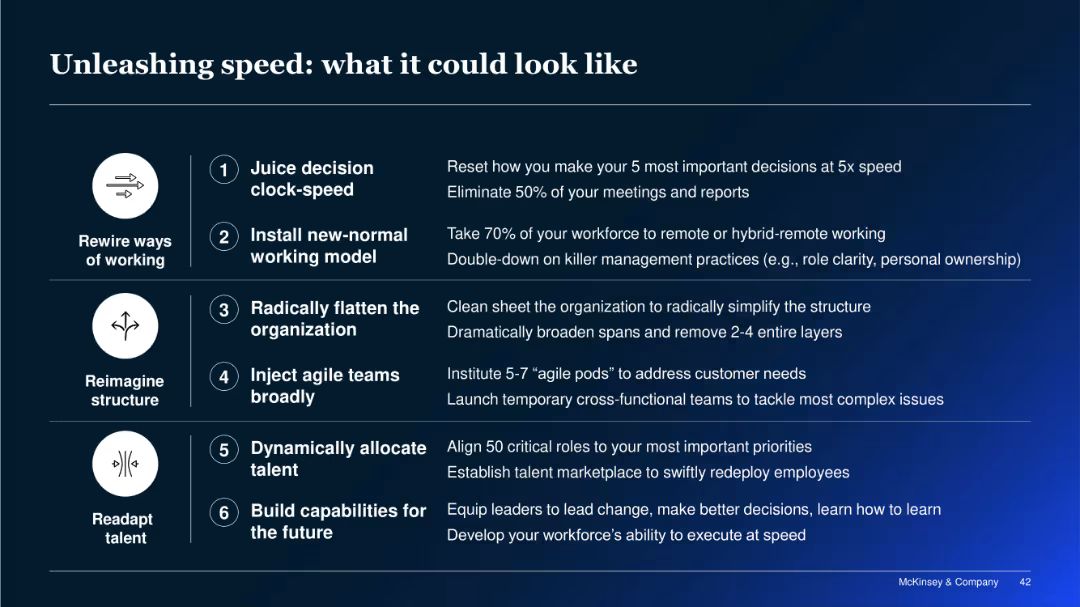 Unleashing speed: what it could look like
Rewire ways
of working
1
Juice decision
clock-speed
Reset how you make your 5 most important decisions at 5x speed
Eliminate 50% of your meetings and reports
2
Install new-normal
working model
Take 70% of your workforce to remote or hybrid-remote working
Double-down on killer management practices (e.g., role clarity, personal ownership)
Reimagine
structure
3
Radically flatten the
organization
Clean sheet the organization to radically simplify the structure
Dramatically broaden spans and remove 2-4 entire layers
4
Inject agile teams
broadly
Institute 5-7 “agile pods” to address customer needs
Launch temporary cross-functional teams to tackle most complex issues
Readapt
talent
5
Dynamically allocate
talent
Align 50 critical roles to your most important priorities
Establish talent marketplace to swiftly redeploy employees
6
Build capabilities for
the future
Equip leaders to lead change, make better decisions, learn how to learn
Develop your workforce’s ability to execute at speed
McKinsey & Company 42